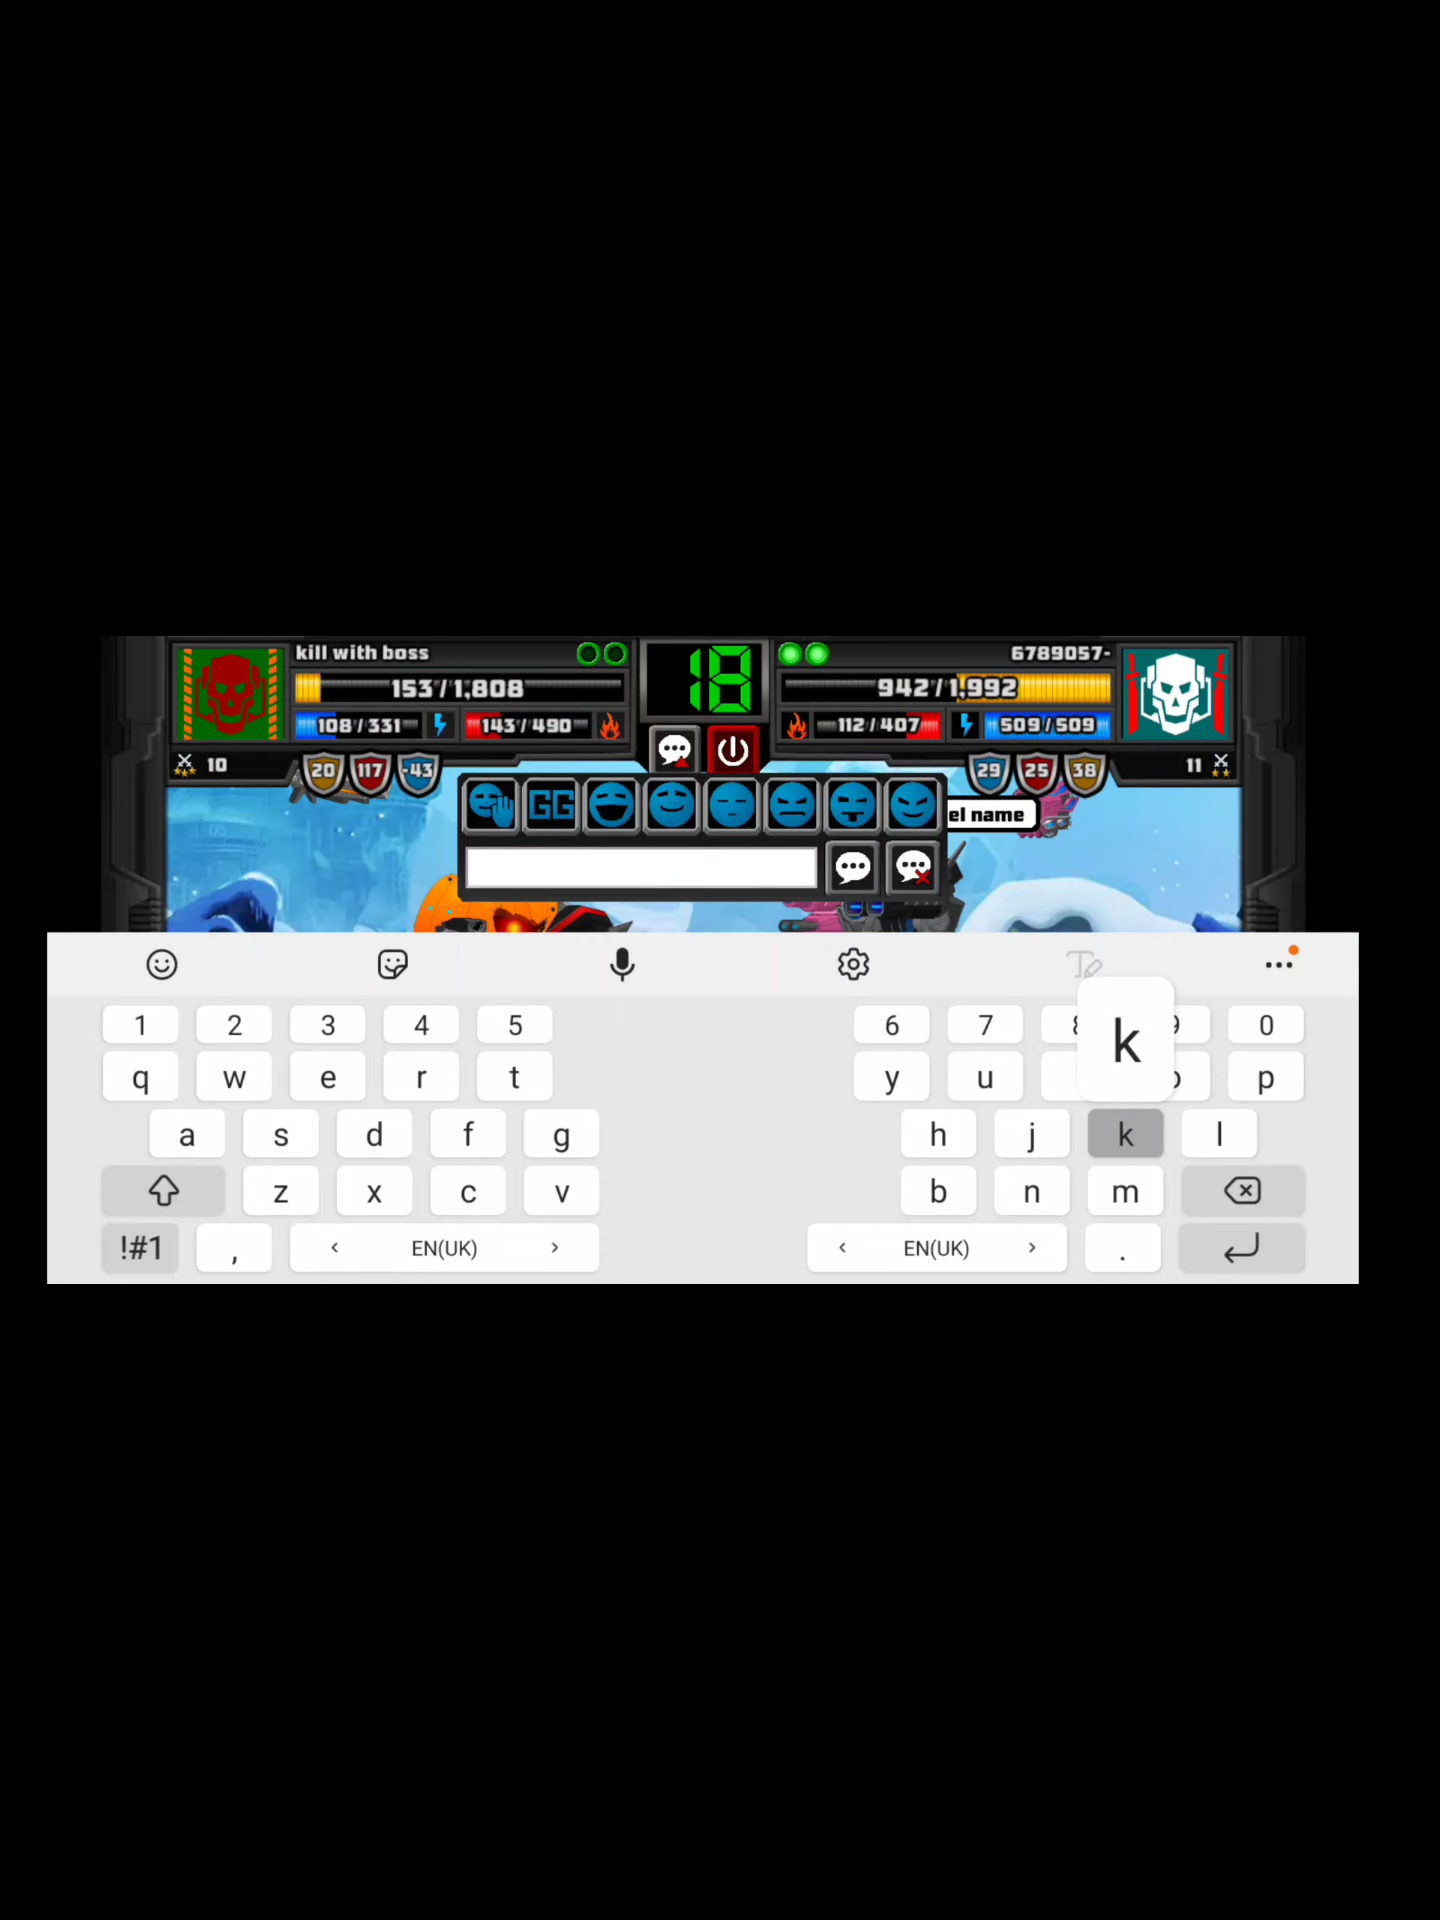 kill with boss
18
6789057-
153 / 1,808
942 / 1,992
108 / 331
143 / 490
112 / 407
509 / 509
10
20
117
-43
29
25
38
11
GG
el name
1 2 3 4 5 6 7 8 9 0
q w e r t y u p
k
a s d f g h j k l
z x c v b n m
!#1 , < EN(UK) > < EN(UK) > .